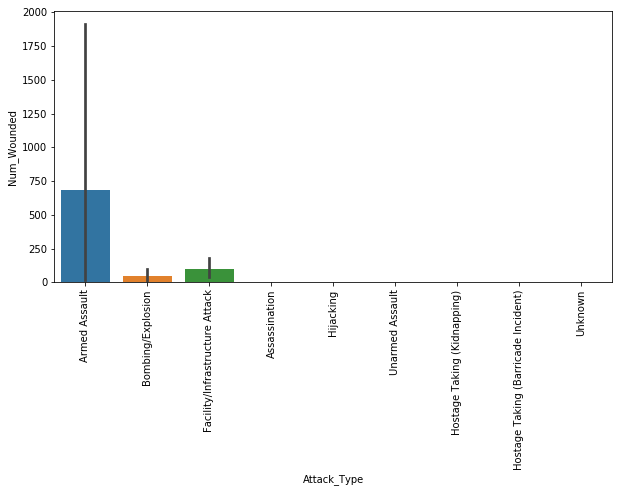 2000
1750
1500
1250
1000
750
500
250
0
Num_Wounded
Armed Assault
Bombing/Explosion
Facility/Infrastructure Attack
Assassination
Hijacking
Unarmed Assault
Hostage Taking (Kidnapping)
Hostage Taking (Barricade Incident)
Unknown
Attack_Type